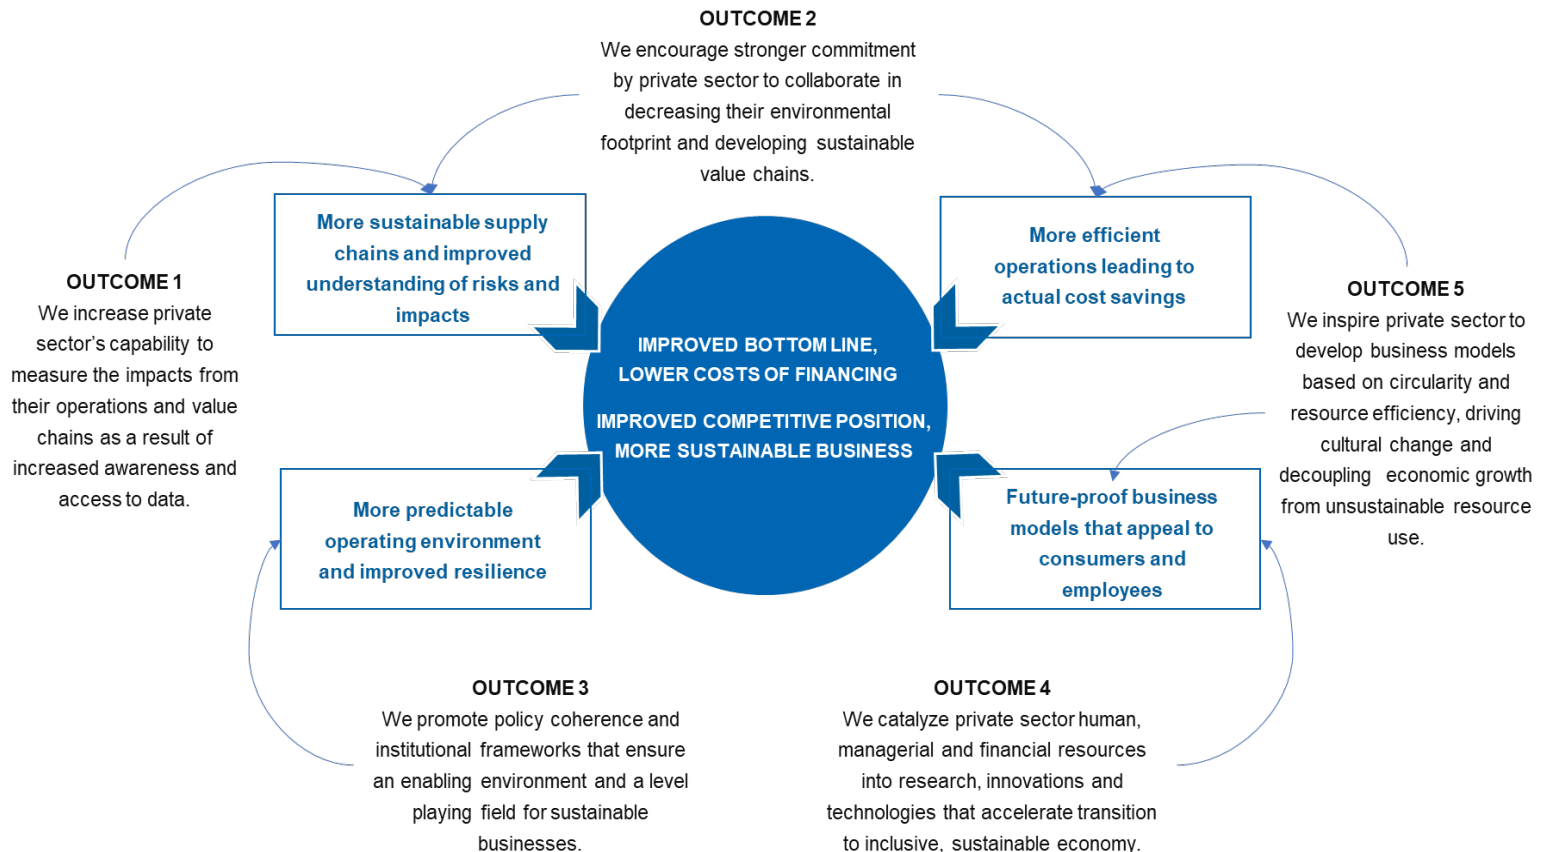 OUTCOME 2
We encourage stronger commitment
by private sector to collaborate in
decreasing their environmental
footprint and developing sustainable
value chains.
More sustainable supply
chains and improved
understanding of risks and
impacts
More efficient
operations leading to
actual cost savings
OUTCOME 1
We increase private
sector’s capability to
measure the impacts from
their operations and value
chains as a result of
increased awareness and
access to data.
IMPROVED BOTTOM LINE,
LOWER COSTS OF FINANCING
IMPROVED COMPETITIVE POSITION,
MORE SUSTAINABLE BUSINESS
OUTCOME 5
We inspire private sector to
develop business models
based on circularity and
resource efficiency, driving
cultural change and
decoupling economic growth
from unsustainable resource
use.
More predictable
operating environment
and improved resilience
Future-proof business
models that appeal to
consumers and
employees
OUTCOME 3
We promote policy coherence and
institutional frameworks that ensure
an enabling environment and a level
playing field for sustainable
businesses.
OUTCOME 4
We catalyze private sector human,
managerial and financial resources
into research, innovations and
technologies that accelerate transition
to inclusive, sustainable economy.